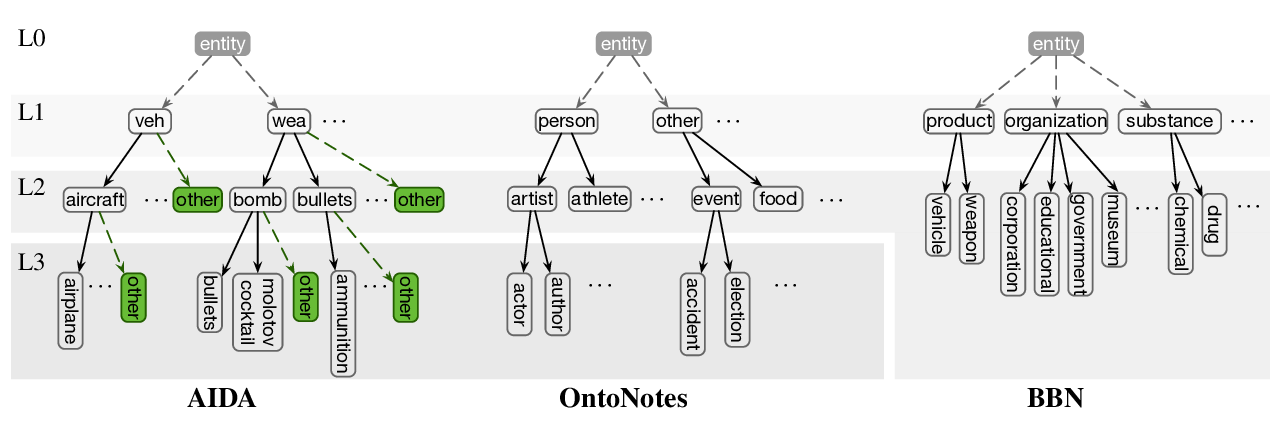 L0
entity
entity
entity
L1
veh
wea
...
person
other
...
product
organization
substance
...
L2
aircraft
...
other
bomb
bullets
...
other
artist
athlete
...
event
food
...
vehicle
weapon
corporation
educational
government
museum
...
chemical
drug
...
L3
airplane
...
other
bullets
molotov
cocktail
other
ammunition
...
other
actor
author
...
accident
election
...
AIDA
OntoNotes
BBN